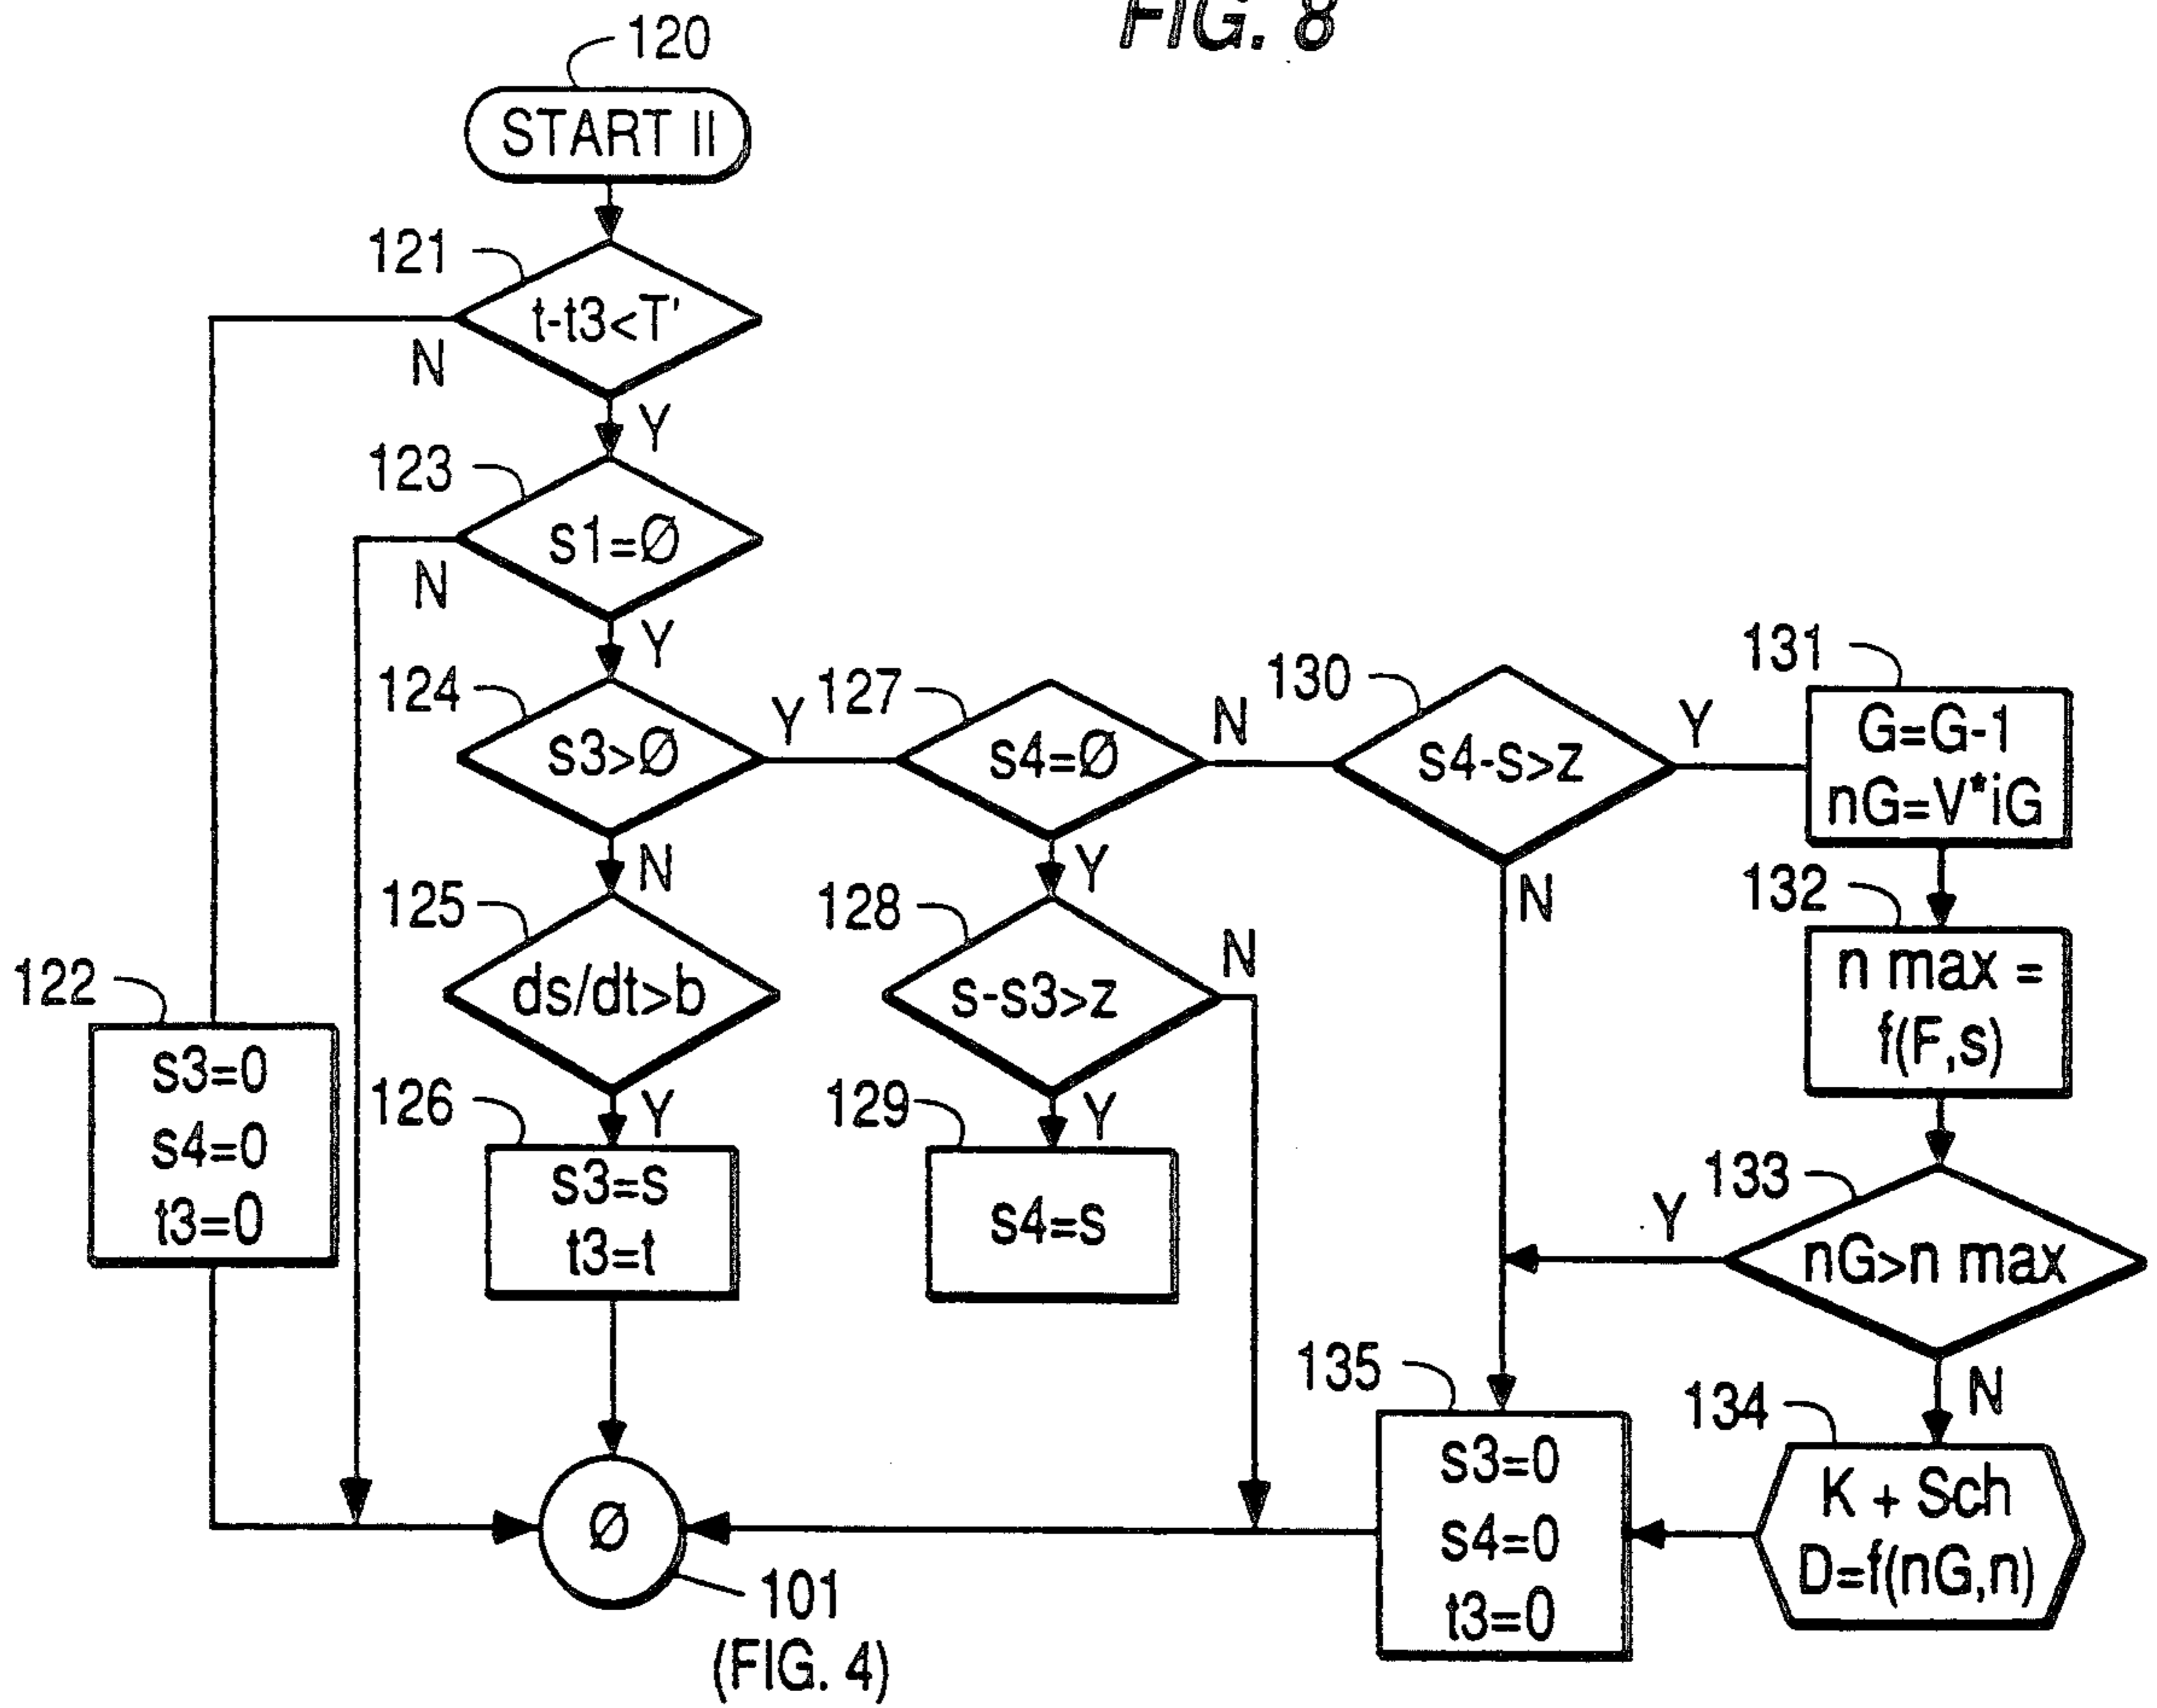 FIG. 8
120
START II
121
t-t3<T'
N
Y
123
s1=Ø
N
Y
124
s3>Ø
Y
127
s4=Ø
N
130
s4-s>z
Y
131
G=G-1
nG=V*iG
N
Y
N
132
n max =
f(F,s)
125
ds/dt>b
128
s-s3>z
N
122
s3=0
s4=0
t3=0
Y
126
s3=s
t3=t
Y
129
s4=s
133
Y
nG>n max
N
135
s3=0
s4=0
t3=0
134
K + Sch
D=f(nG,n)
Ø
101
(FIG. 4)